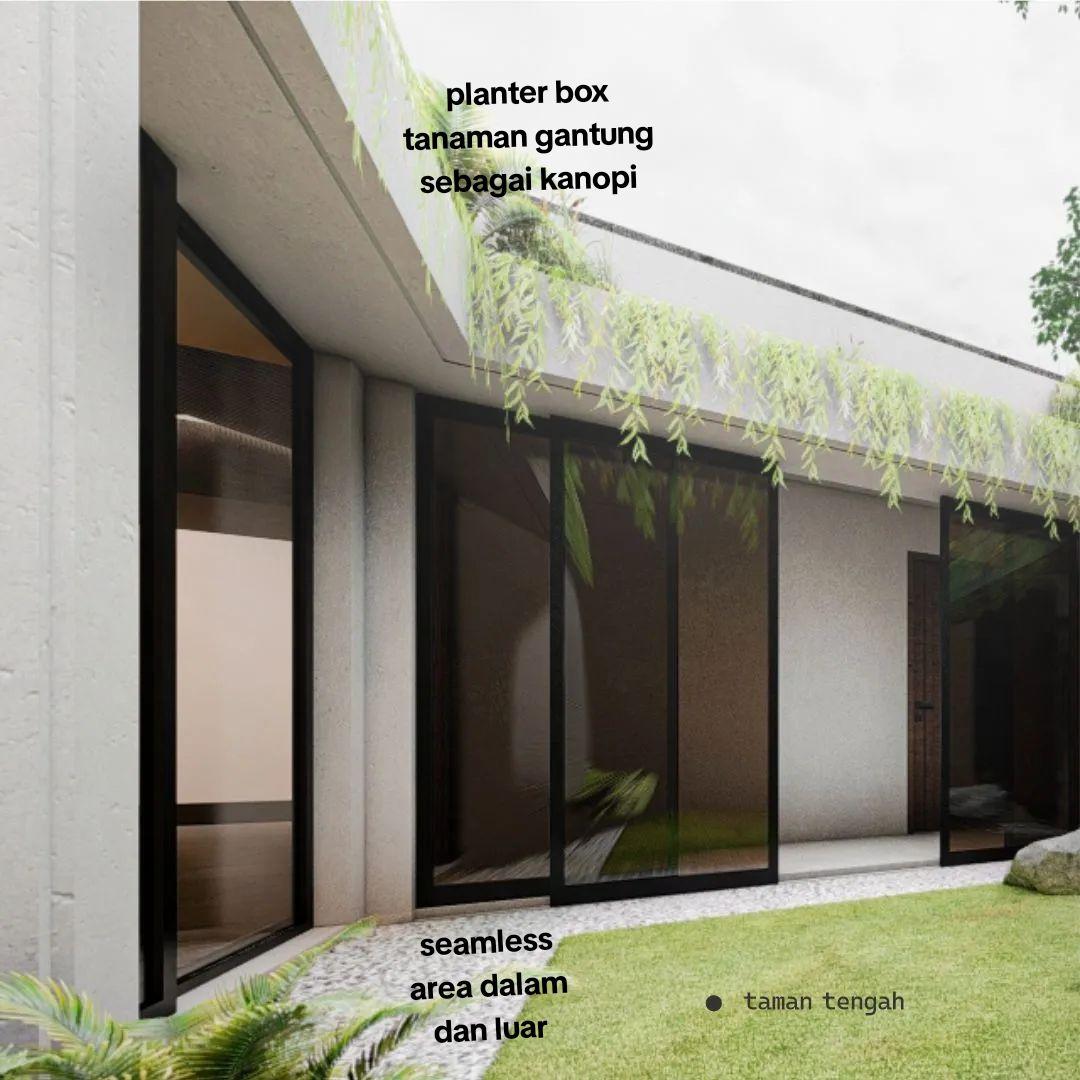 planter box
tanaman gantung
sebagai kanopi
seamless
area dalam
dan luar
taman tengah